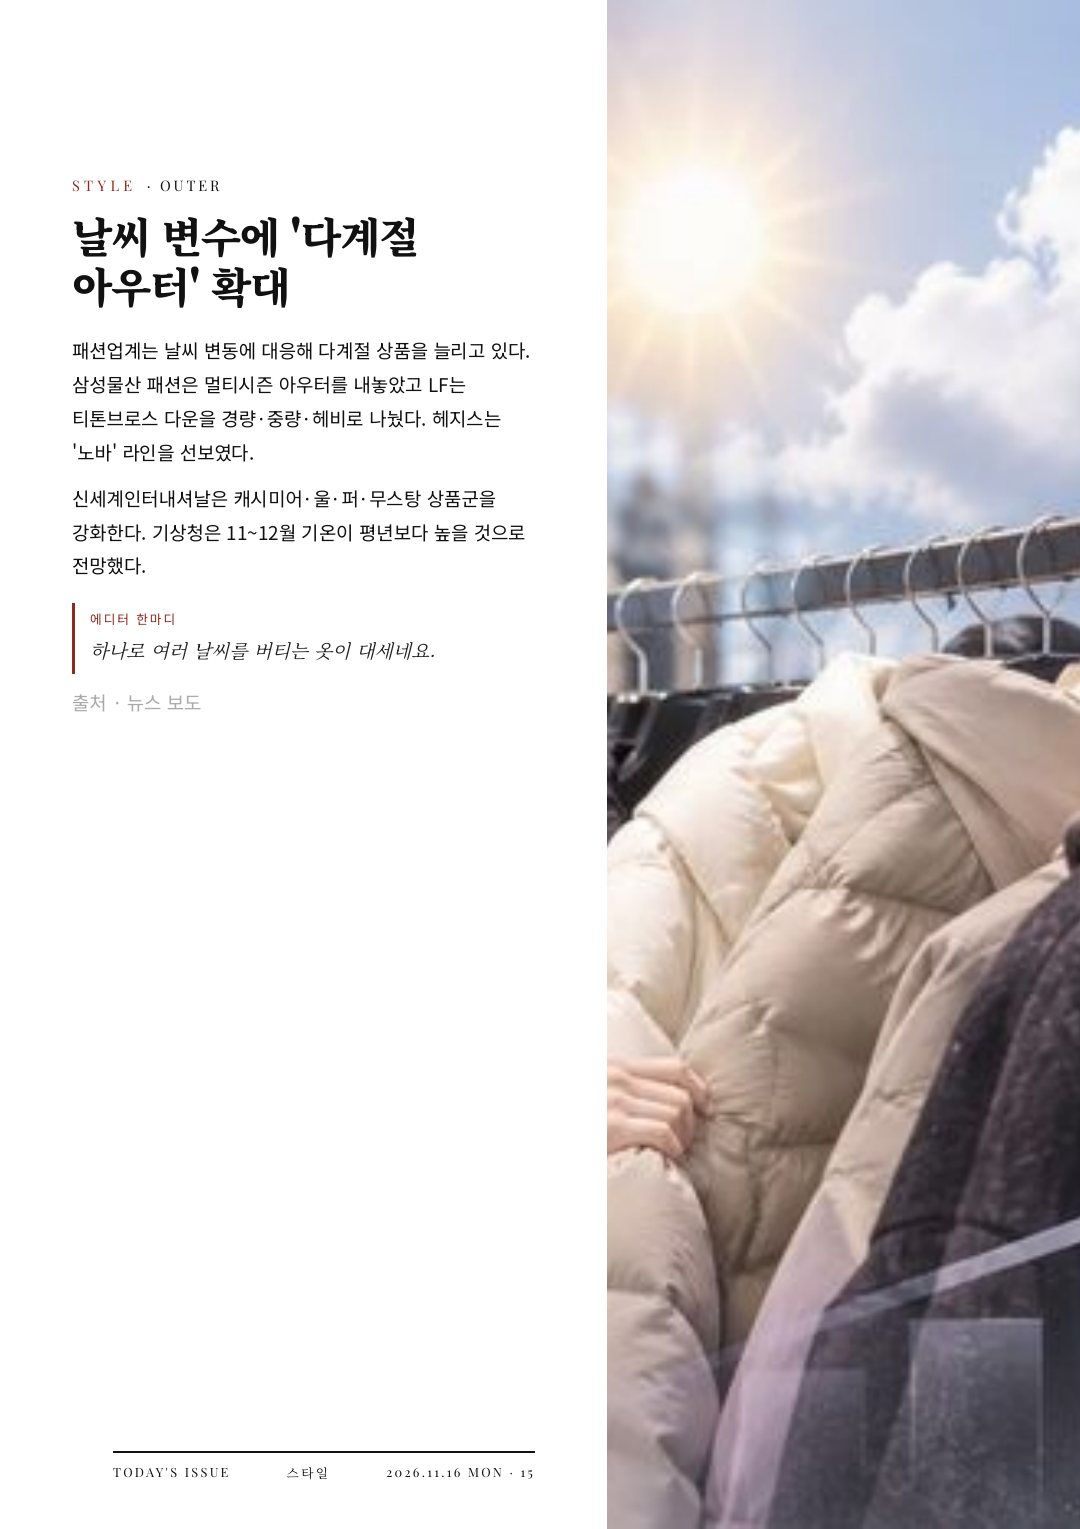 STYLE · OUTER
날씨 변수에 '다계절
아우터' 확대
패션업계는 날씨 변동에 대응해 다계절 상품을 늘리고 있다.
삼성물산 패션은 멀티시즌 아우터를 내놓았고 LF는
티톤브로스 다운을 경량·중량·헤비로 나눴다. 헤지스는
'노바' 라인을 선보였다.
신세계인터내셔날은 캐시미어·울·퍼·무스탕 상품군을
강화한다. 기상청은 11~12월 기온이 평년보다 높을 것으로
전망했다.
에디터 한마디
하나로 여러 날씨를 버티는 옷이 대세네요.
출처 · 뉴스 보도
TODAY'S ISSUE 스타일 2026.11.16 MON · 15